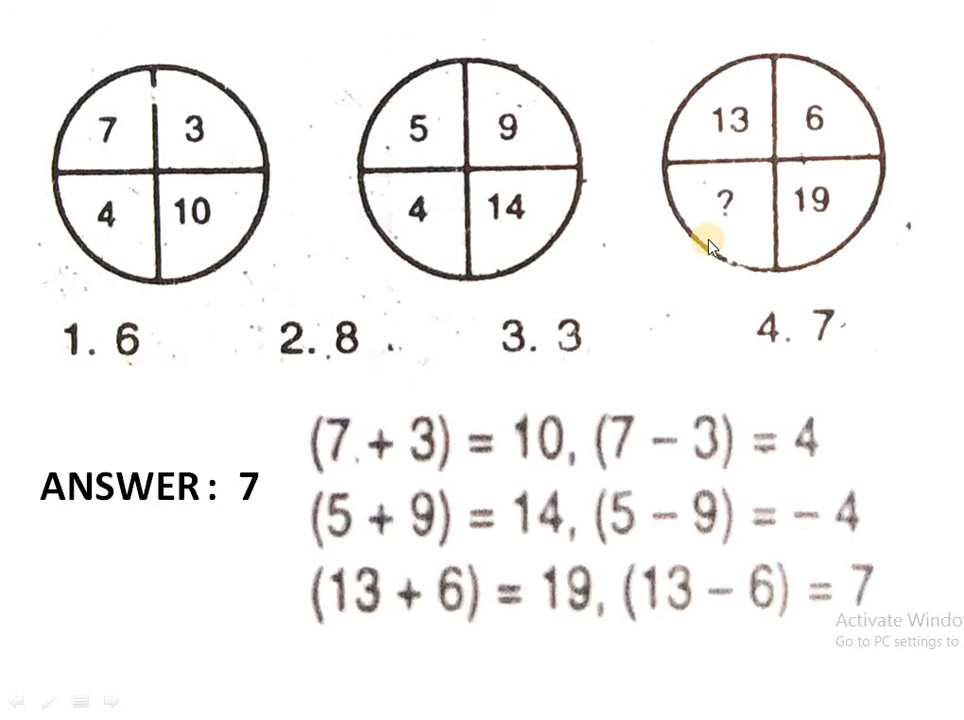 7 3 5 9 13 6
4 10 4 14 ? 19
1. 6 2. 8 3. 3 4. 7
(7 + 3) = 10, (7 − 3) = 4
ANSWER : 7
(5 + 9) = 14, (5 − 9) = − 4
(13 + 6) = 19, (13 − 6) = 7
Activate Windo
Go to PC settings to